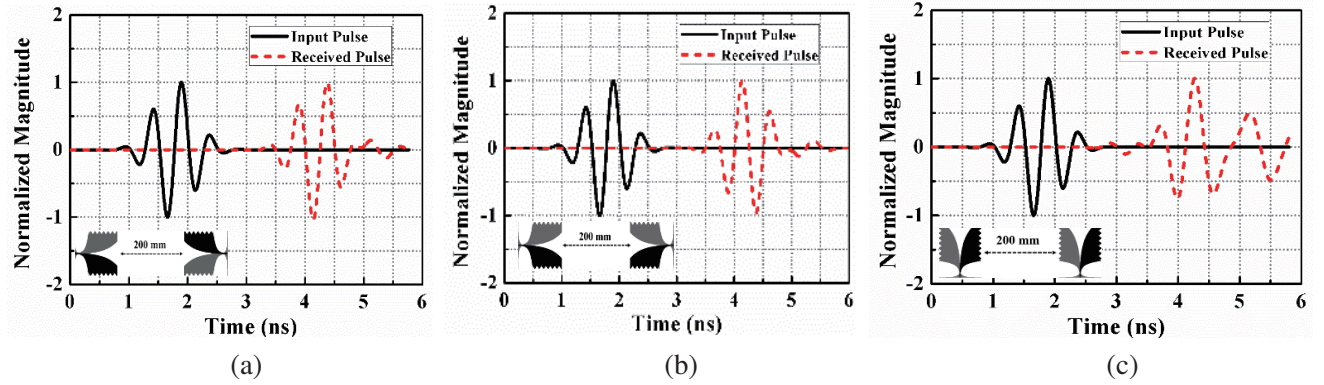 2
1
0
-1
-2
Normalized Magnitude
Input Pulse
Received Pulse
200 mm
0 1 2 3 4 5 6
Time (ns)
(a)
2
1
0
-1
-2
Normalized Magnitude
Input Pulse
Received Pulse
200 mm
0 1 2 3 4 5 6
Time (ns)
(b)
2
1
0
-1
-2
Normalized Magnitude
Input Pulse
Received Pulse
200 mm
0 1 2 3 4 5 6
Time (ns)
(c)